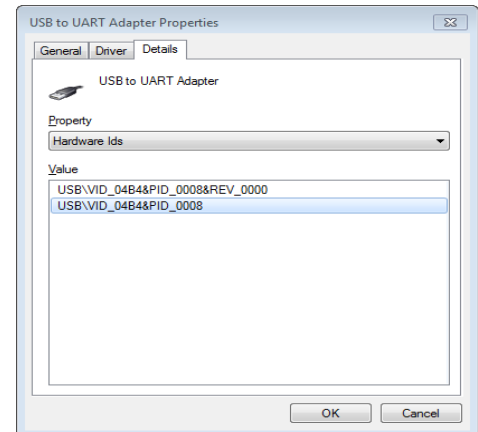 USB to UART Adapter Properties
General Driver Details
USB to UART Adapter
Property
Hardware Ids
Value
USB\VID_04B4&PID_0008&REV_0000
USB\VID_04B4&PID_0008
OK Cancel